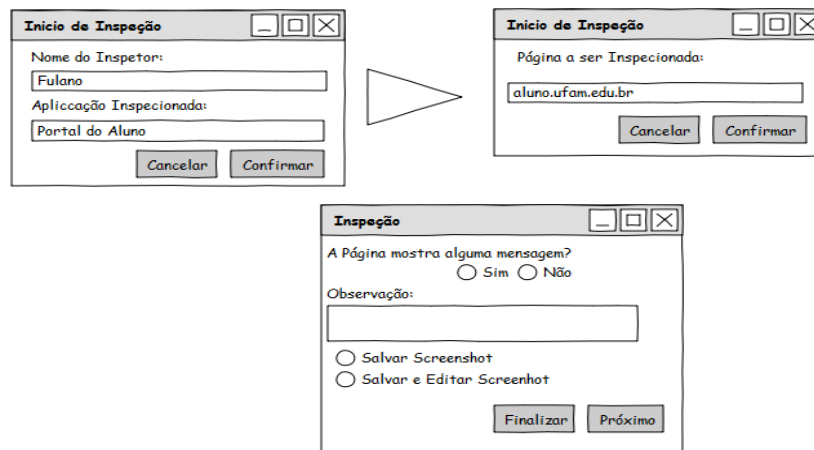 Inicio de Inspeção
Nome do Inspetor:
Fulano
Apliccação Inspecionada:
Portal do Aluno
Cancelar Confirmar
Inicio de Inspeção
Página a ser Inspecionada:
aluno.ufam.edu.br
Cancelar Confirmar
Inspeção
A Página mostra alguma mensagem?
Sim Não
Observação:
Salvar Screenshot
Salvar e Editar Screenhot
Finalizar Próximo